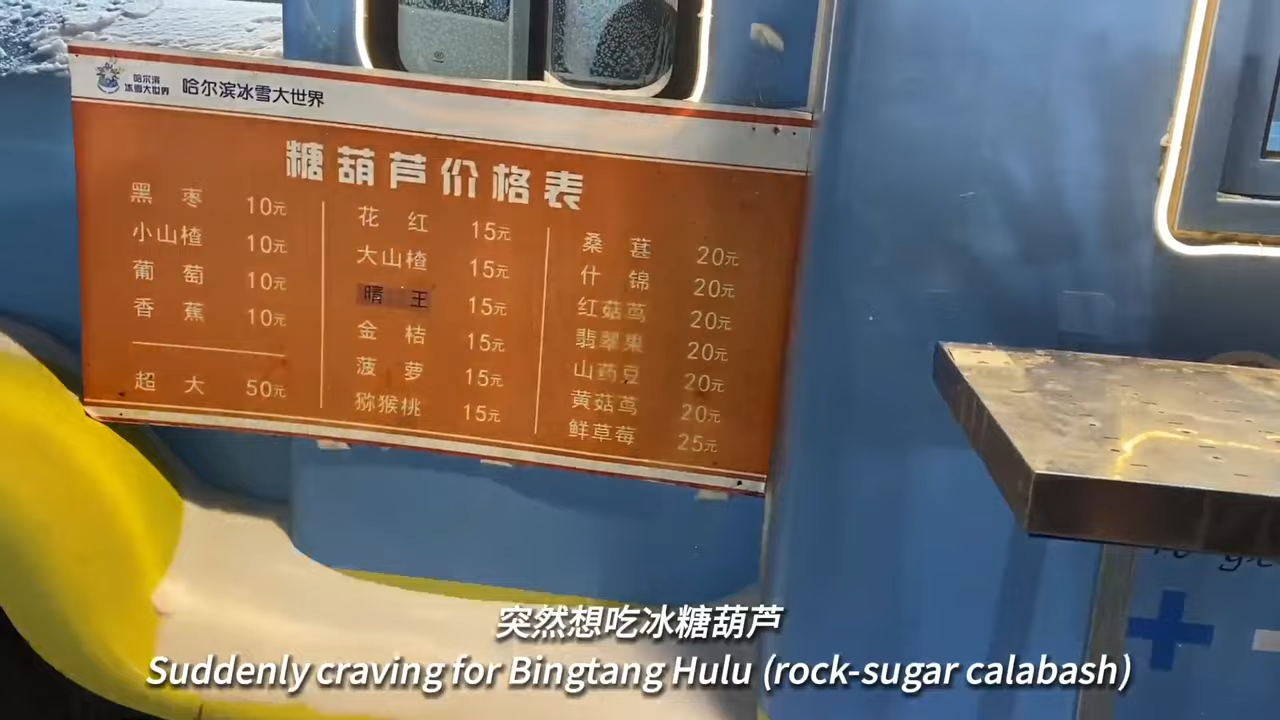 哈尔滨
冰雪大世界
哈尔滨冰雪大世界
糖葫芦价格表
黑枣 10元
小山楂 10元
葡萄 10元
香蕉 10元
超大 50元
花红 15元
大山楂 15元
晴王 15元
金桔 15元
菠萝 15元
猕猴桃 15元
桑葚 20元
什锦 20元
红菇茑 20元
翡翠果 20元
山药豆 20元
黄菇茑 20元
鲜草莓 25元
突然想吃冰糖葫芦
Suddenly craving for Bingtang Hulu (rock-sugar calabash)